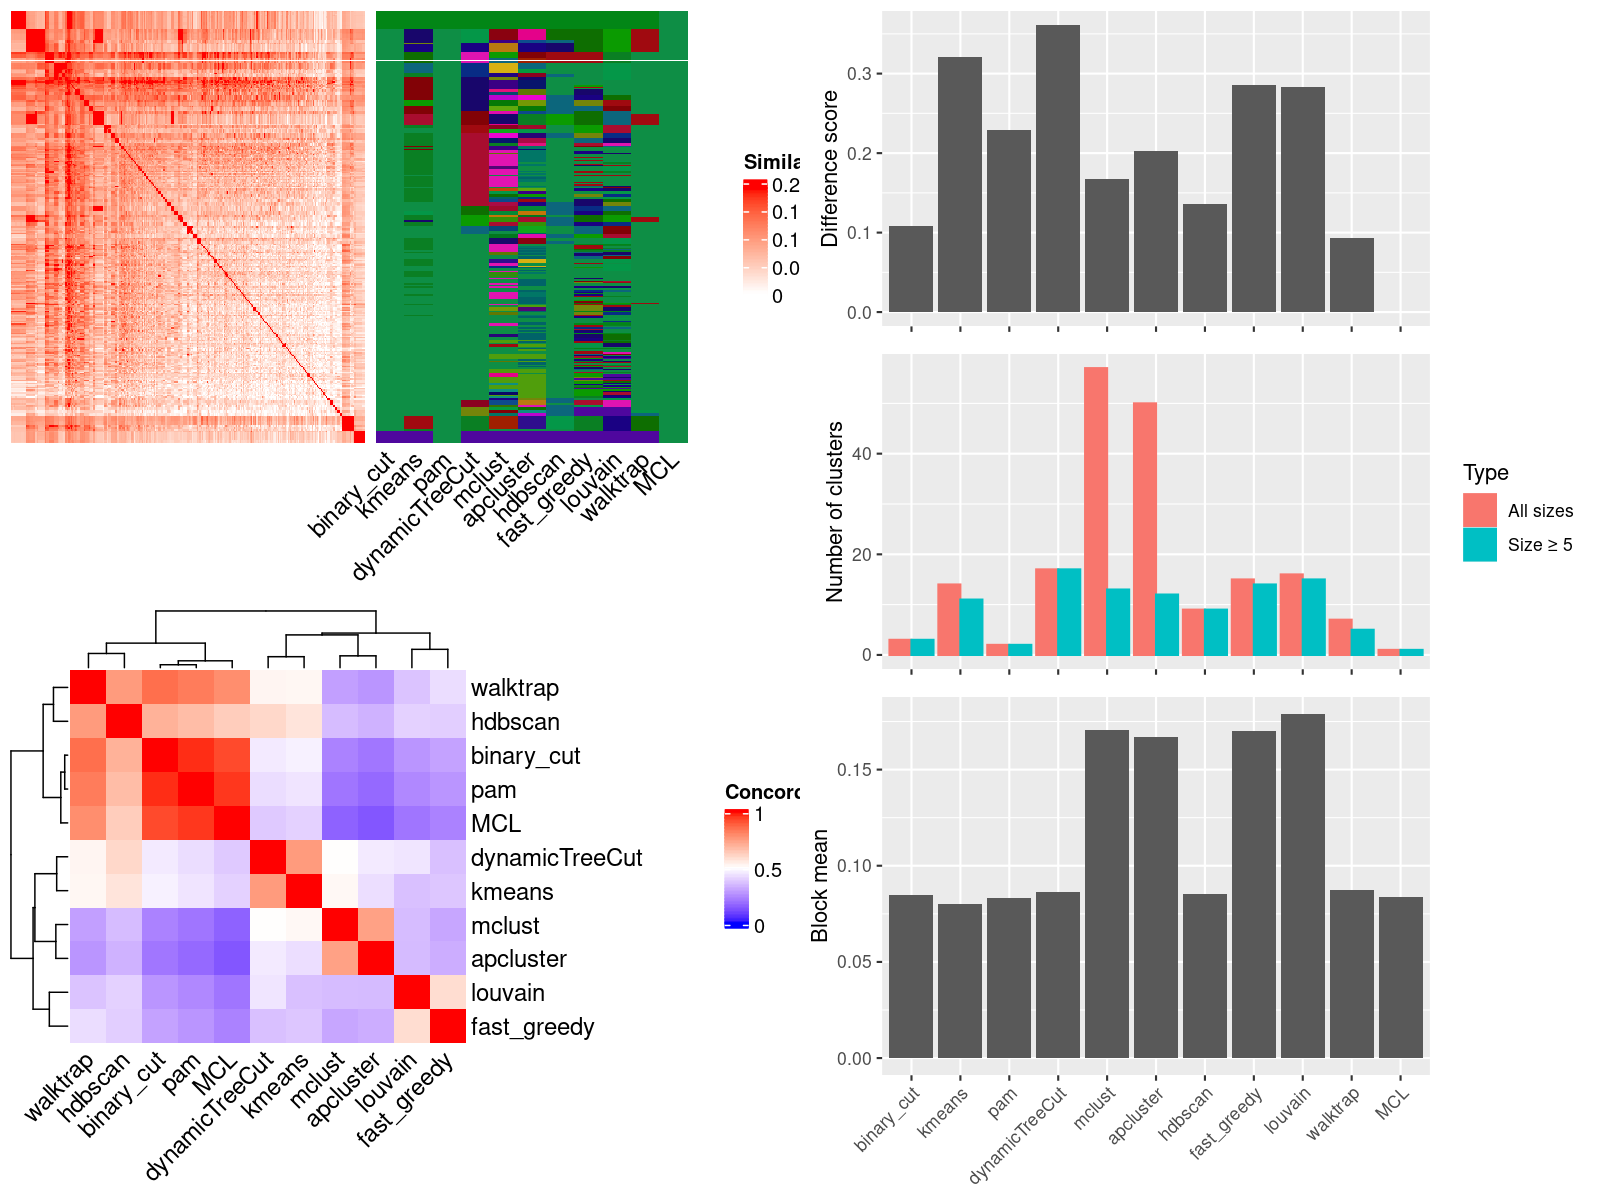 Simila
0.2
0.1
0.1
0.0
0
binary_cut
kmeans
pam
dynamicTreeCut
mclust
apcluster
hdbscan
fast_greedy
louvain
walktrap
MCL
walktrap
hdbscan
binary_cut
pam
MCL
dynamicTreeCut
kmeans
mclust
apcluster
louvain
fast_greedy
walktrap
hdbscan
binary_cut
pam
MCL
dynamicTreeCut
kmeans
mclust
apcluster
louvain
fast_greedy
Concord
1
0.5
0
Difference score
0.3
0.2
0.1
0.0
Number of clusters
40
20
0
Type
All sizes
Size ≥ 5
Block mean
0.15
0.10
0.05
0.00
binary_cut
kmeans
pam
dynamicTreeCut
mclust
apcluster
hdbscan
fast_greedy
louvain
walktrap
MCL